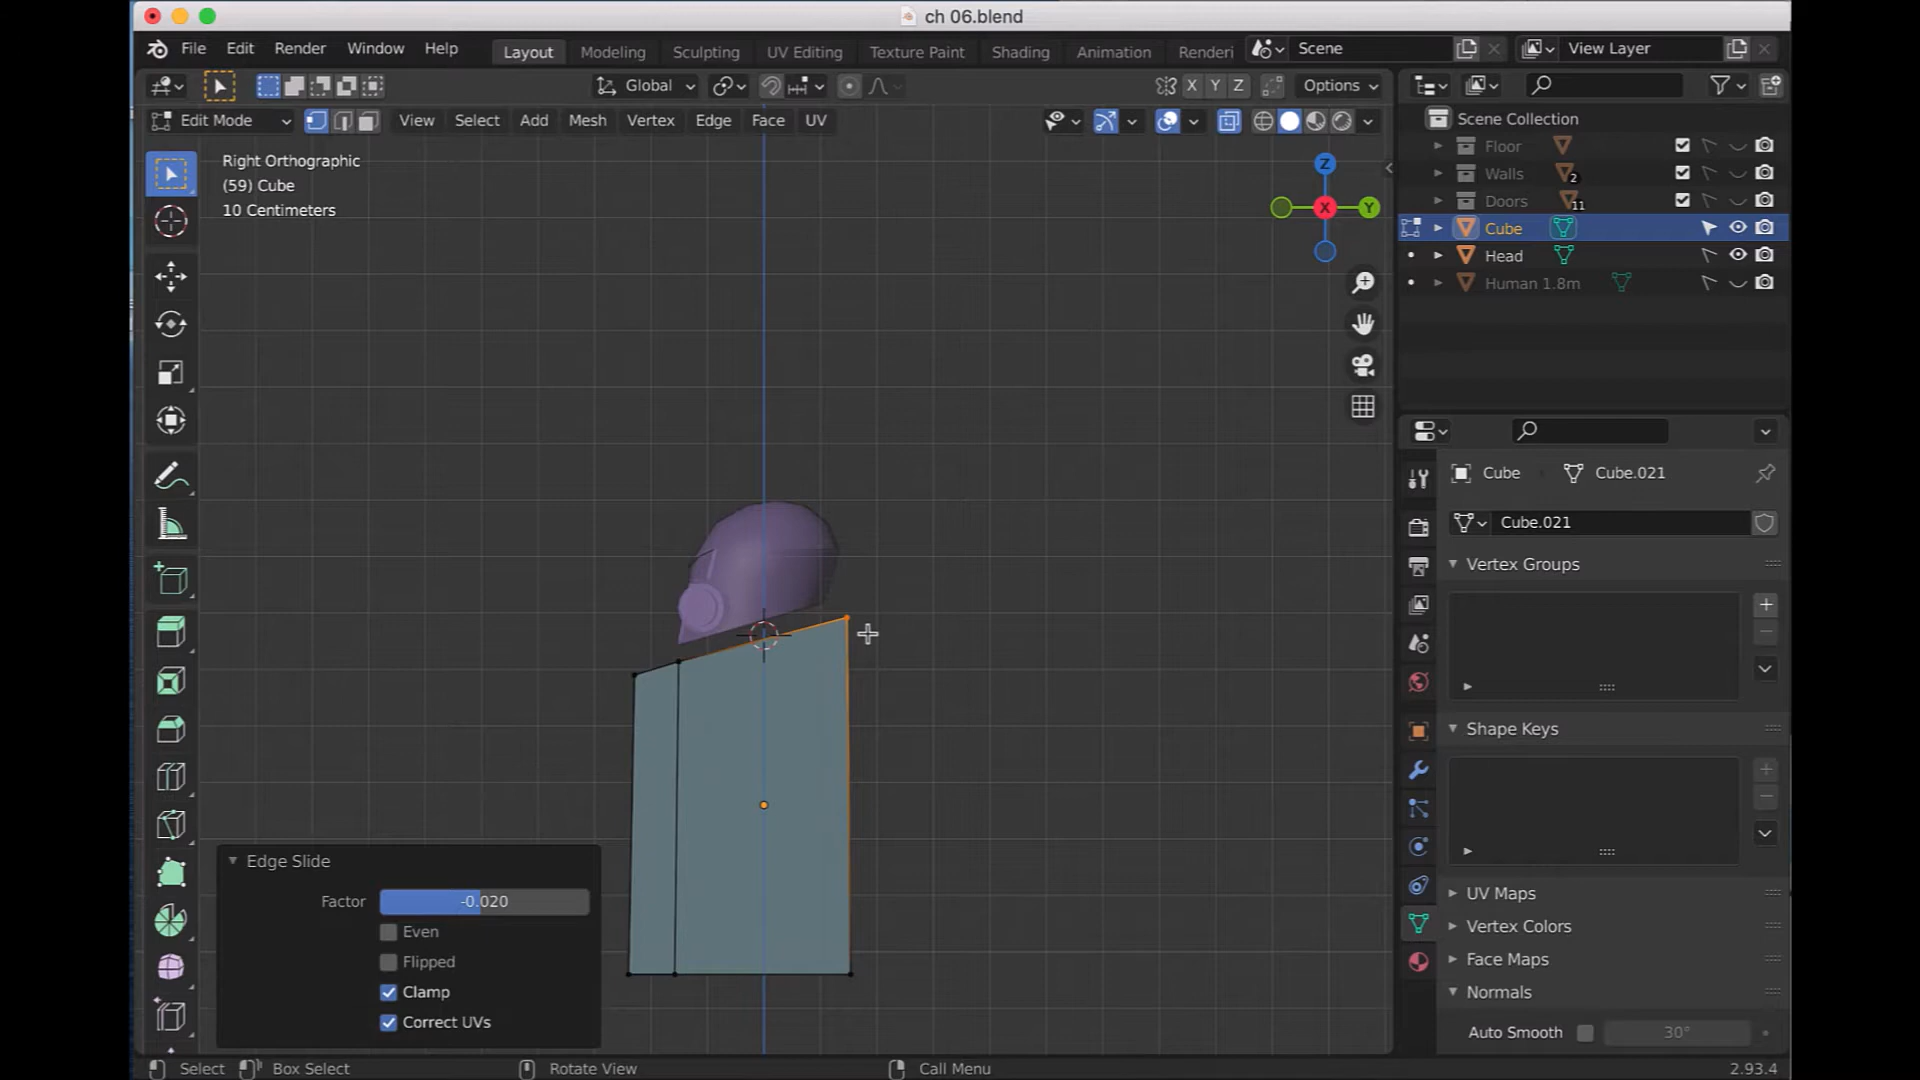 ch 06.blend
File Edit Render Window Help Layout Modeling Sculpting UV Editing Texture Paint Shading Animation Renderi Scene View Layer
Global X Y Z Options
Edit Mode View Select Add Mesh Vertex Edge Face UV
Scene Collection
Right Orthographic
(59) Cube
10 Centimeters
Z
X
Y
Floor
Walls 2
Doors 11
Cube
Head
Human 1.8m
Cube Cube.021
Cube.021
Vertex Groups
Shape Keys
UV Maps
Vertex Colors
Face Maps
Normals
Auto Smooth 30°
Edge Slide
Factor -0.020
Even
Flipped
Clamp
Correct UVs
Select Box Select Rotate View Call Menu 2.93.4